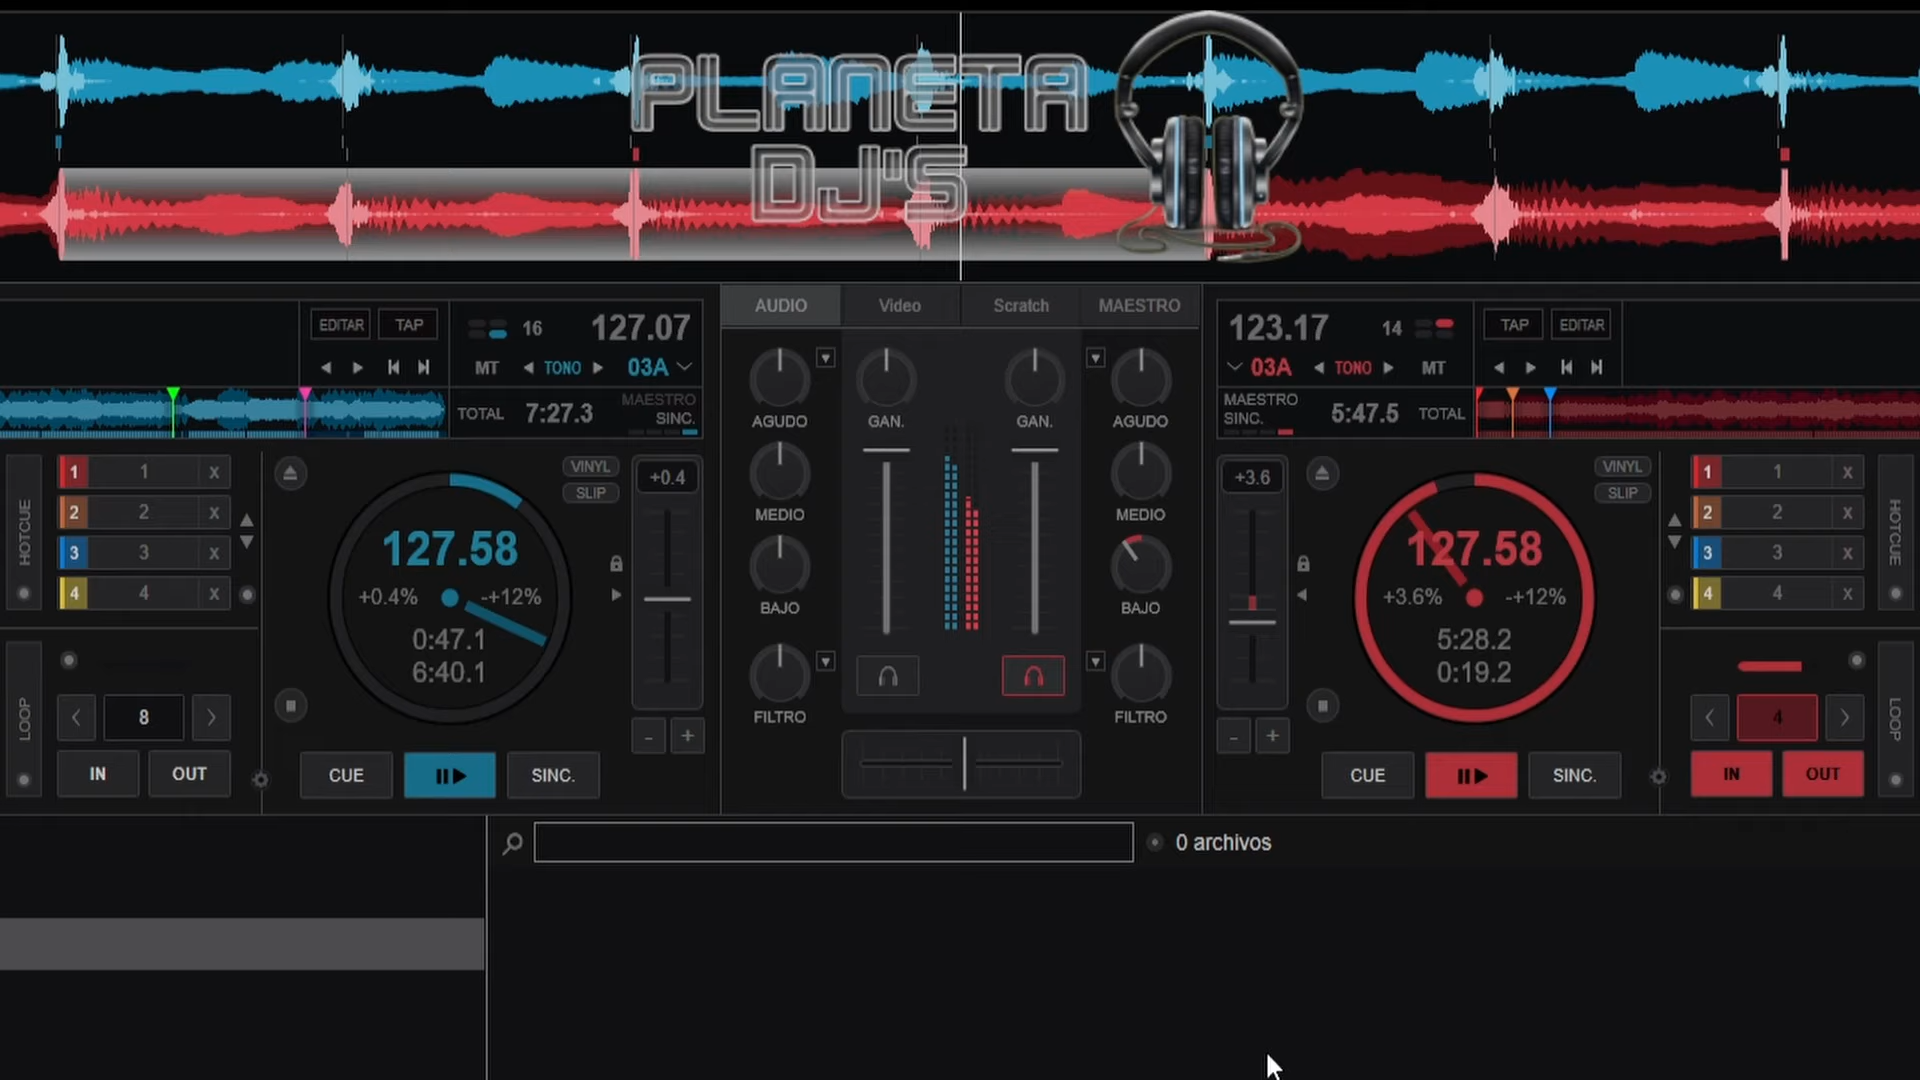 PLANETA
DJ'S
EDITAR TAP 16 127.07
MT TONO 03A
TOTAL 7:27.3 MAESTRO SINC.
AUDIO Video Scratch MAESTRO
123.17 14 TAP EDITAR
03A TONO MT
MAESTRO SINC. 5:47.5 TOTAL
AGUDO GAN. GAN. AGUDO
MEDIO MEDIO
BAJO BAJO
FILTRO FILTRO
HOTCUE
1 1 x
2 2 x
3 3 x
4 4 x
VINYL
SLIP
+0.4
127.58
+0.4% -+12%
0:47.1
6:40.1
LOOP
8
IN OUT
CUE SINC.
- +
+3.6
VINYL
SLIP
127.58
+3.6% -+12%
5:28.2
0:19.2
- +
CUE SINC.
HOTCUE
1 1 x
2 2 x
3 3 x
4 4 x
LOOP
4
IN OUT
0 archivos